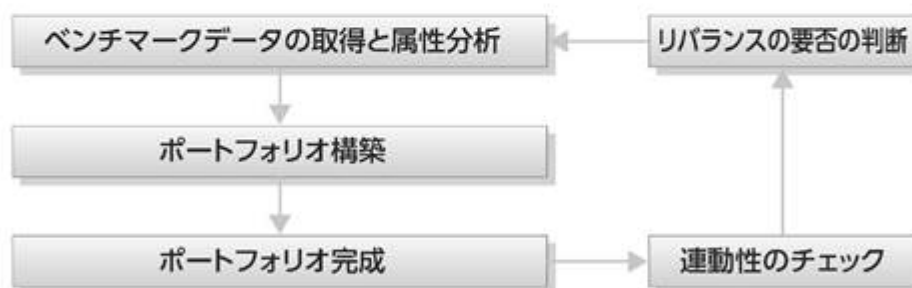 ベンチマークデータの取得と属性分析
リバランスの要否の判断
ポートフォリオ構築
ポートフォリオ完成
連動性のチェック